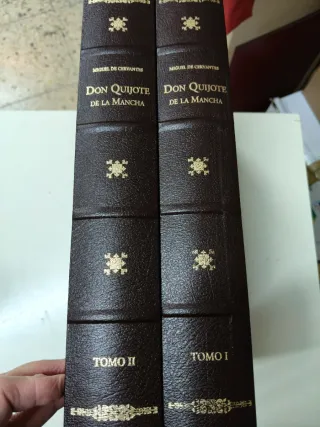 MIGUEL DE CERVANTES
DON QUIJOTE
DE LA MANCHA
TOMO II
MIGUEL DE CERVANTES
DON QUIJOTE
DE LA MANCHA
TOMO I